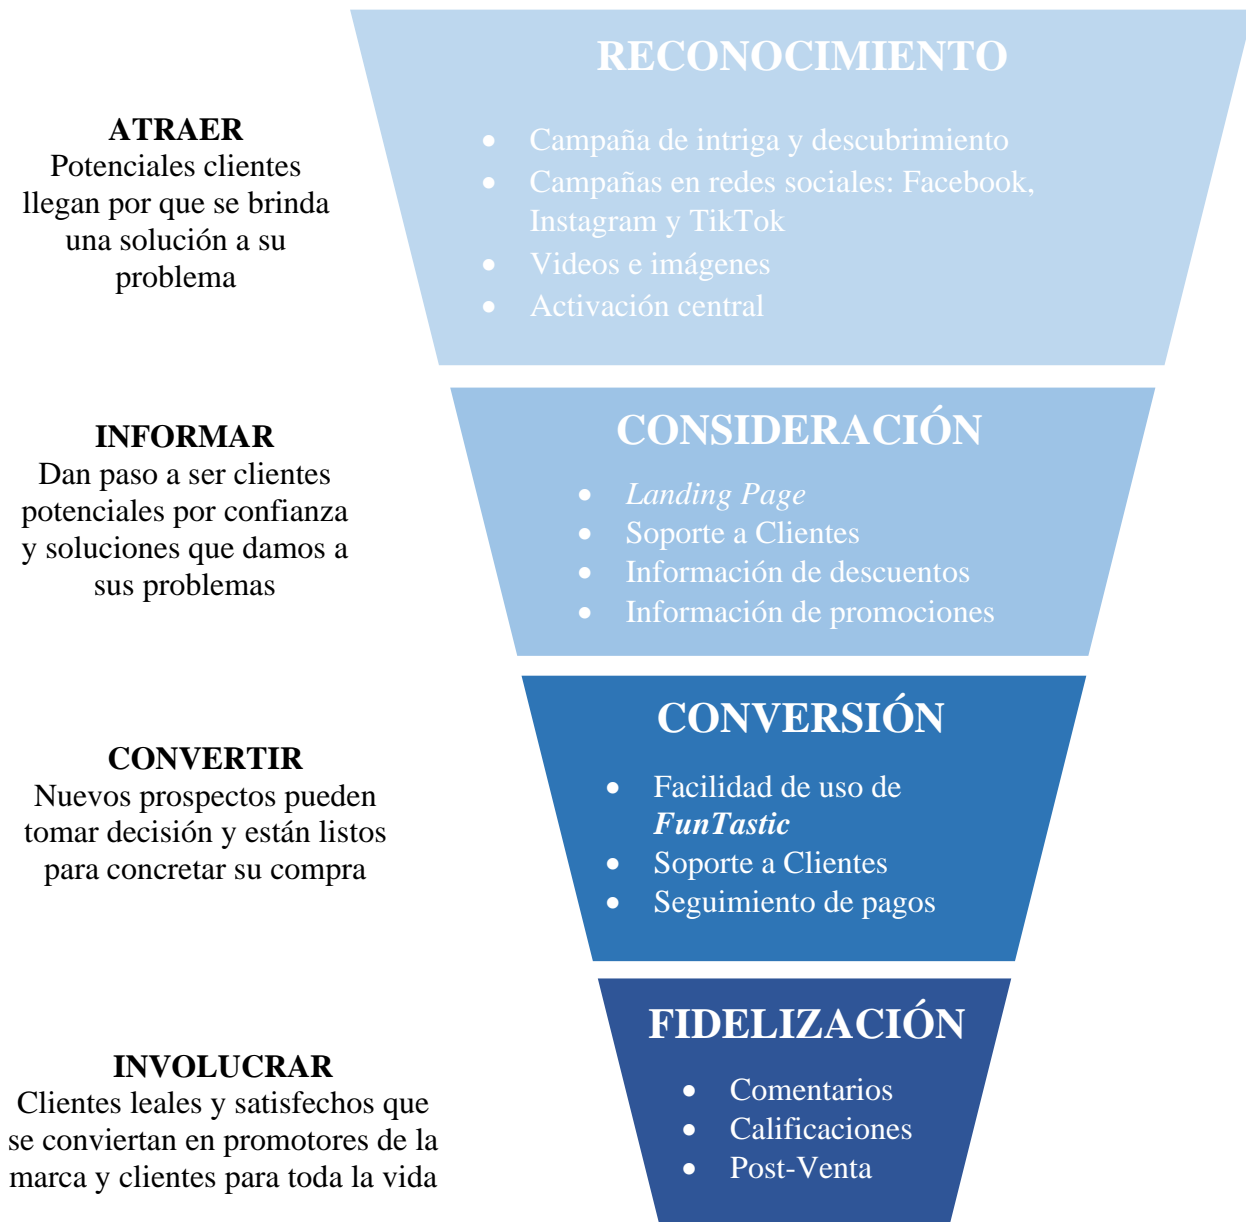 RECONOCIMIENTO
ATRAER
Potenciales clientes
llegan por que se brinda
una solución a su
problema
• Campaña de intriga y descubrimiento
• Campañas en redes sociales: Facebook,
Instagram y TikTok
• Videos e imágenes
• Activación central
CONSIDERACIÓN
INFORMAR
Dan paso a ser clientes
potenciales por confianza
y soluciones que damos a
sus problemas
• Landing Page
• Soporte a Clientes
• Información de descuentos
• Información de promociones
CONVERSIÓN
CONVERTIR
Nuevos prospectos pueden
tomar decisión y están listos
para concretar su compra
• Facilidad de uso de
FunTastic
• Soporte a Clientes
• Seguimiento de pagos
FIDELIZACIÓN
INVOLUCRAR
Clientes leales y satisfechos que
se conviertan en promotores de la
marca y clientes para toda la vida
• Comentarios
• Calificaciones
• Post-Venta